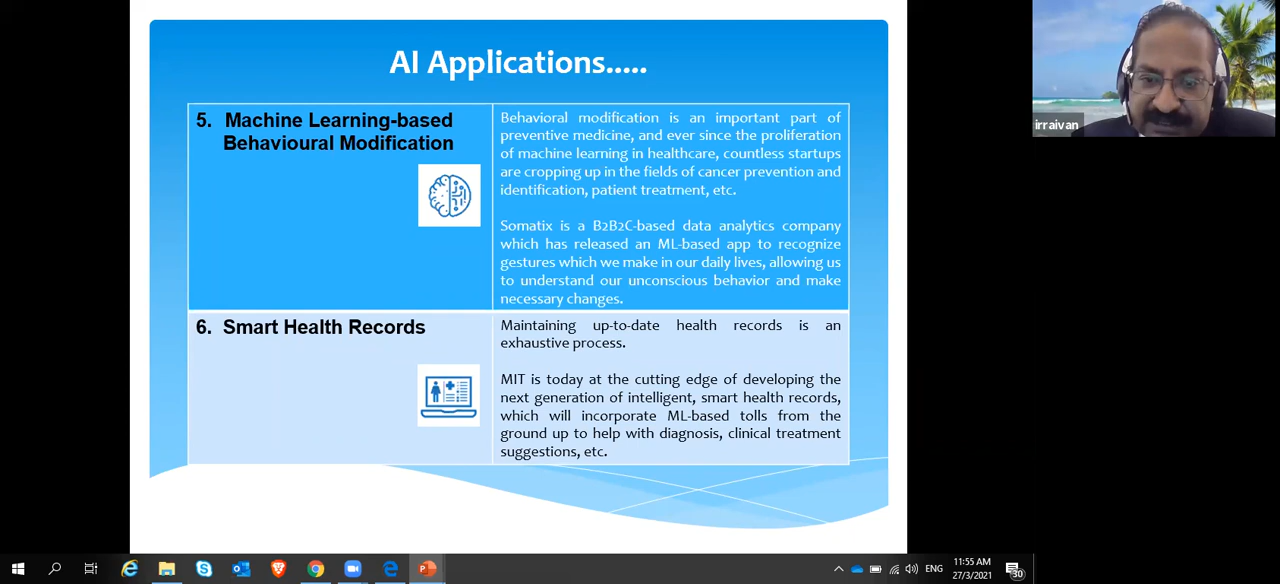 AI Applications.....
5. Machine Learning-based
Behavioural Modification
Behavioral modification is an important part of
preventive medicine, and ever since the proliferation
of machine learning in healthcare, countless startups
are cropping up in the fields of cancer prevention and
identification, patient treatment, etc.
Somatix is a B2B2C-based data analytics company
which has released an ML-based app to recognize
gestures which we make in our daily lives, allowing us
to understand our unconscious behavior and make
necessary changes.
6. Smart Health Records
Maintaining up-to-date health records is an
exhaustive process.
MIT is today at the cutting edge of developing the
next generation of intelligent, smart health records,
which will incorporate ML-based tolls from the
ground up to help with diagnosis, clinical treatment
suggestions, etc.
irraivan
ENG
11:55 AM
27/3/2021
30